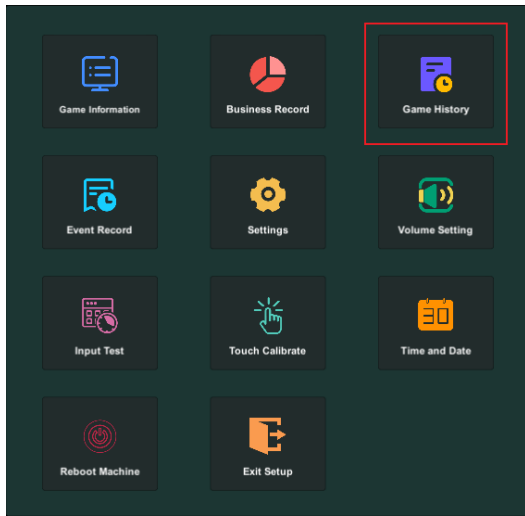 Game Information
Business Record
Game History
Event Record
Settings
Volume Setting
Input Test
Touch Calibrate
30
Time and Date
Reboot Machine
Exit Setup